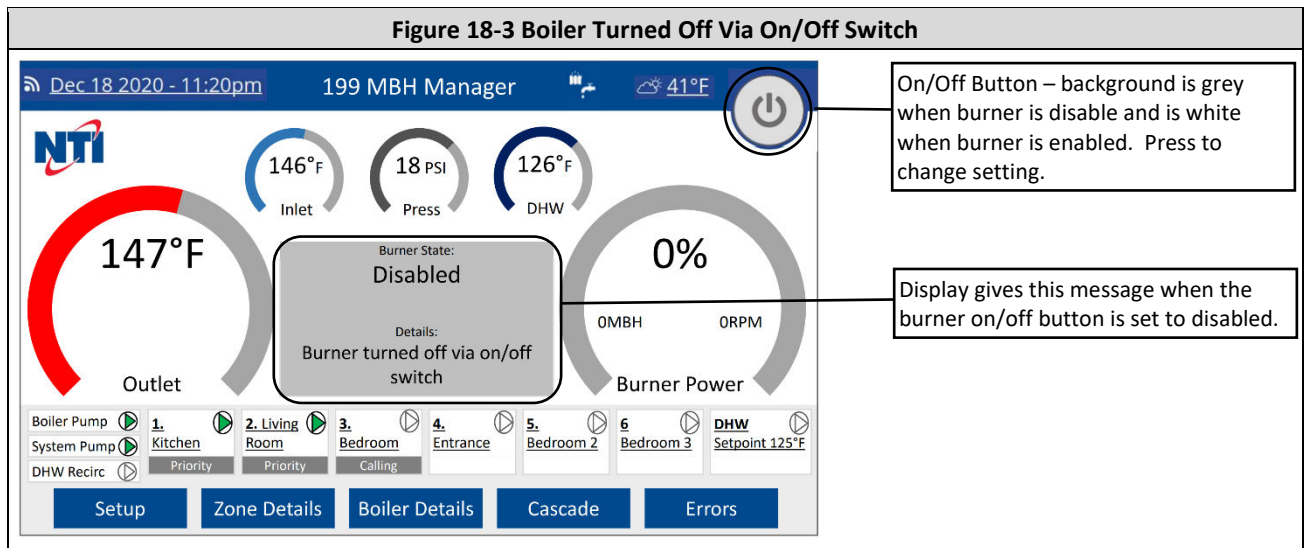 Figure 18-3 Boiler Turned Off Via On/Off Switch
Dec 18 2020 - 11:20pm
199 MBH Manager
41°F
On/Off Button – background is grey
when burner is disable and is white
when burner is enabled. Press to
change setting.
NTI
146°F
Inlet
18 PSI
Press
126°F
DHW
147°F
Outlet
Burner State:
Disabled
Details:
Burner turned off via on/off
switch
0%
0MBH
0RPM
Burner Power
Display gives this message when the
burner on/off button is set to disabled.
Boiler Pump
System Pump
DHW Recirc
1.
Kitchen
Priority
2. Living
Room
Priority
3.
Bedroom
Calling
4.
Entrance
5.
Bedroom 2
6
Bedroom 3
DHW
Setpoint 125°F
Setup
Zone Details
Boiler Details
Cascade
Errors